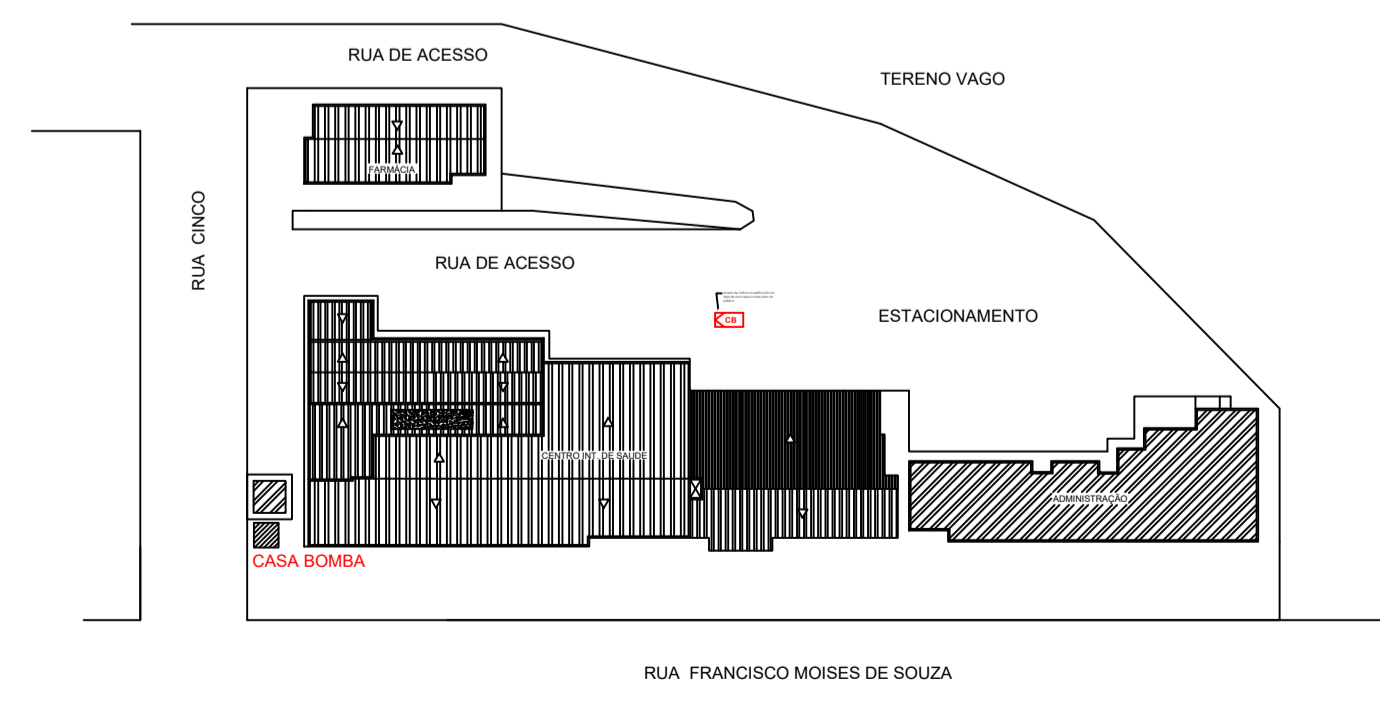 RUA DE ACESSO
TERENO VAGO
FARMÁCIA
RUA CINCO
RUA DE ACESSO
ESTACIONAMENTO
CB
CENTRO INT. DE SAUDE
ADMINISTRAÇÃO
CASA BOMBA
RUA FRANCISCO MOISES DE SOUZA